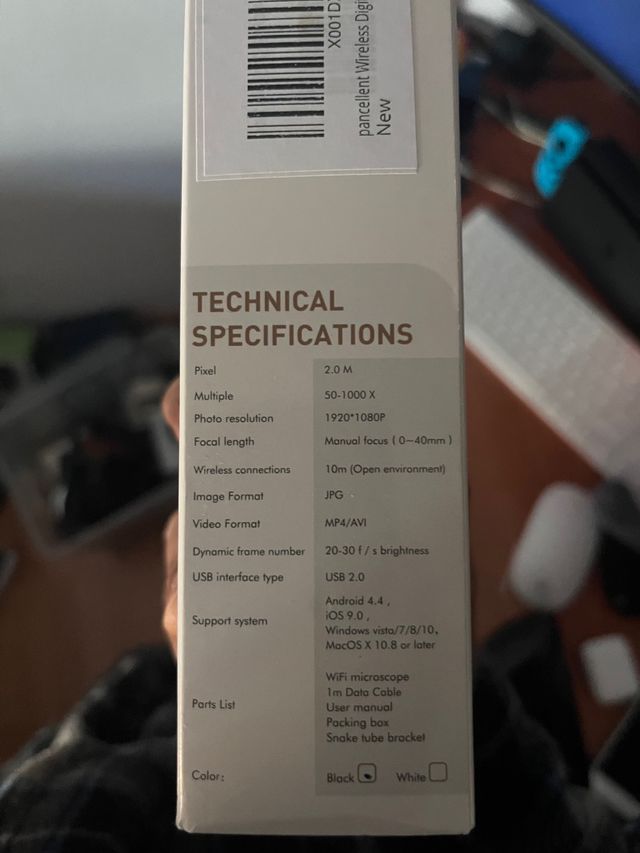 X001D
pancellent Wireless Digi
New
TECHNICAL
SPECIFICATIONS
Pixel 2.0 M
Multiple 50-1000 X
Photo resolution 1920*1080P
Focal length Manual focus ( 0~40mm )
Wireless connections 10m (Open environment)
Image Format JPG
Video Format MP4/AVI
Dynamic frame number 20-30 f / s brightness
USB interface type USB 2.0
Support system Android 4.4 ,
iOS 9.0 ,
Windows vista/7/8/10,
MacOS X 10.8 or later
Parts List WiFi microscope
1m Data Cable
User manual
Packing box
Snake tube bracket
Color: Black White